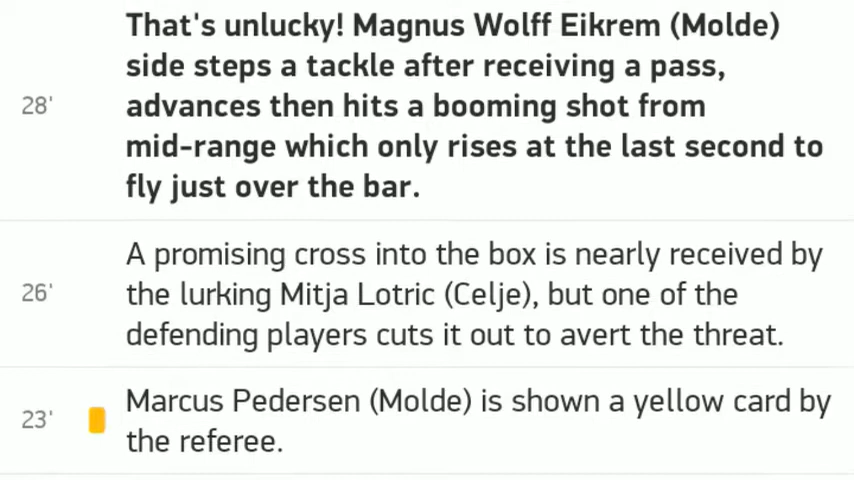 That's unlucky! Magnus Wolff Eikrem (Molde)
side steps a tackle after receiving a pass,
28' advances then hits a booming shot from
mid-range which only rises at the last second to
fly just over the bar.
A promising cross into the box is nearly received by
26' the lurking Mitja Lotric (Celje), but one of the
defending players cuts it out to avert the threat.
23' Marcus Pedersen (Molde) is shown a yellow card by
the referee.